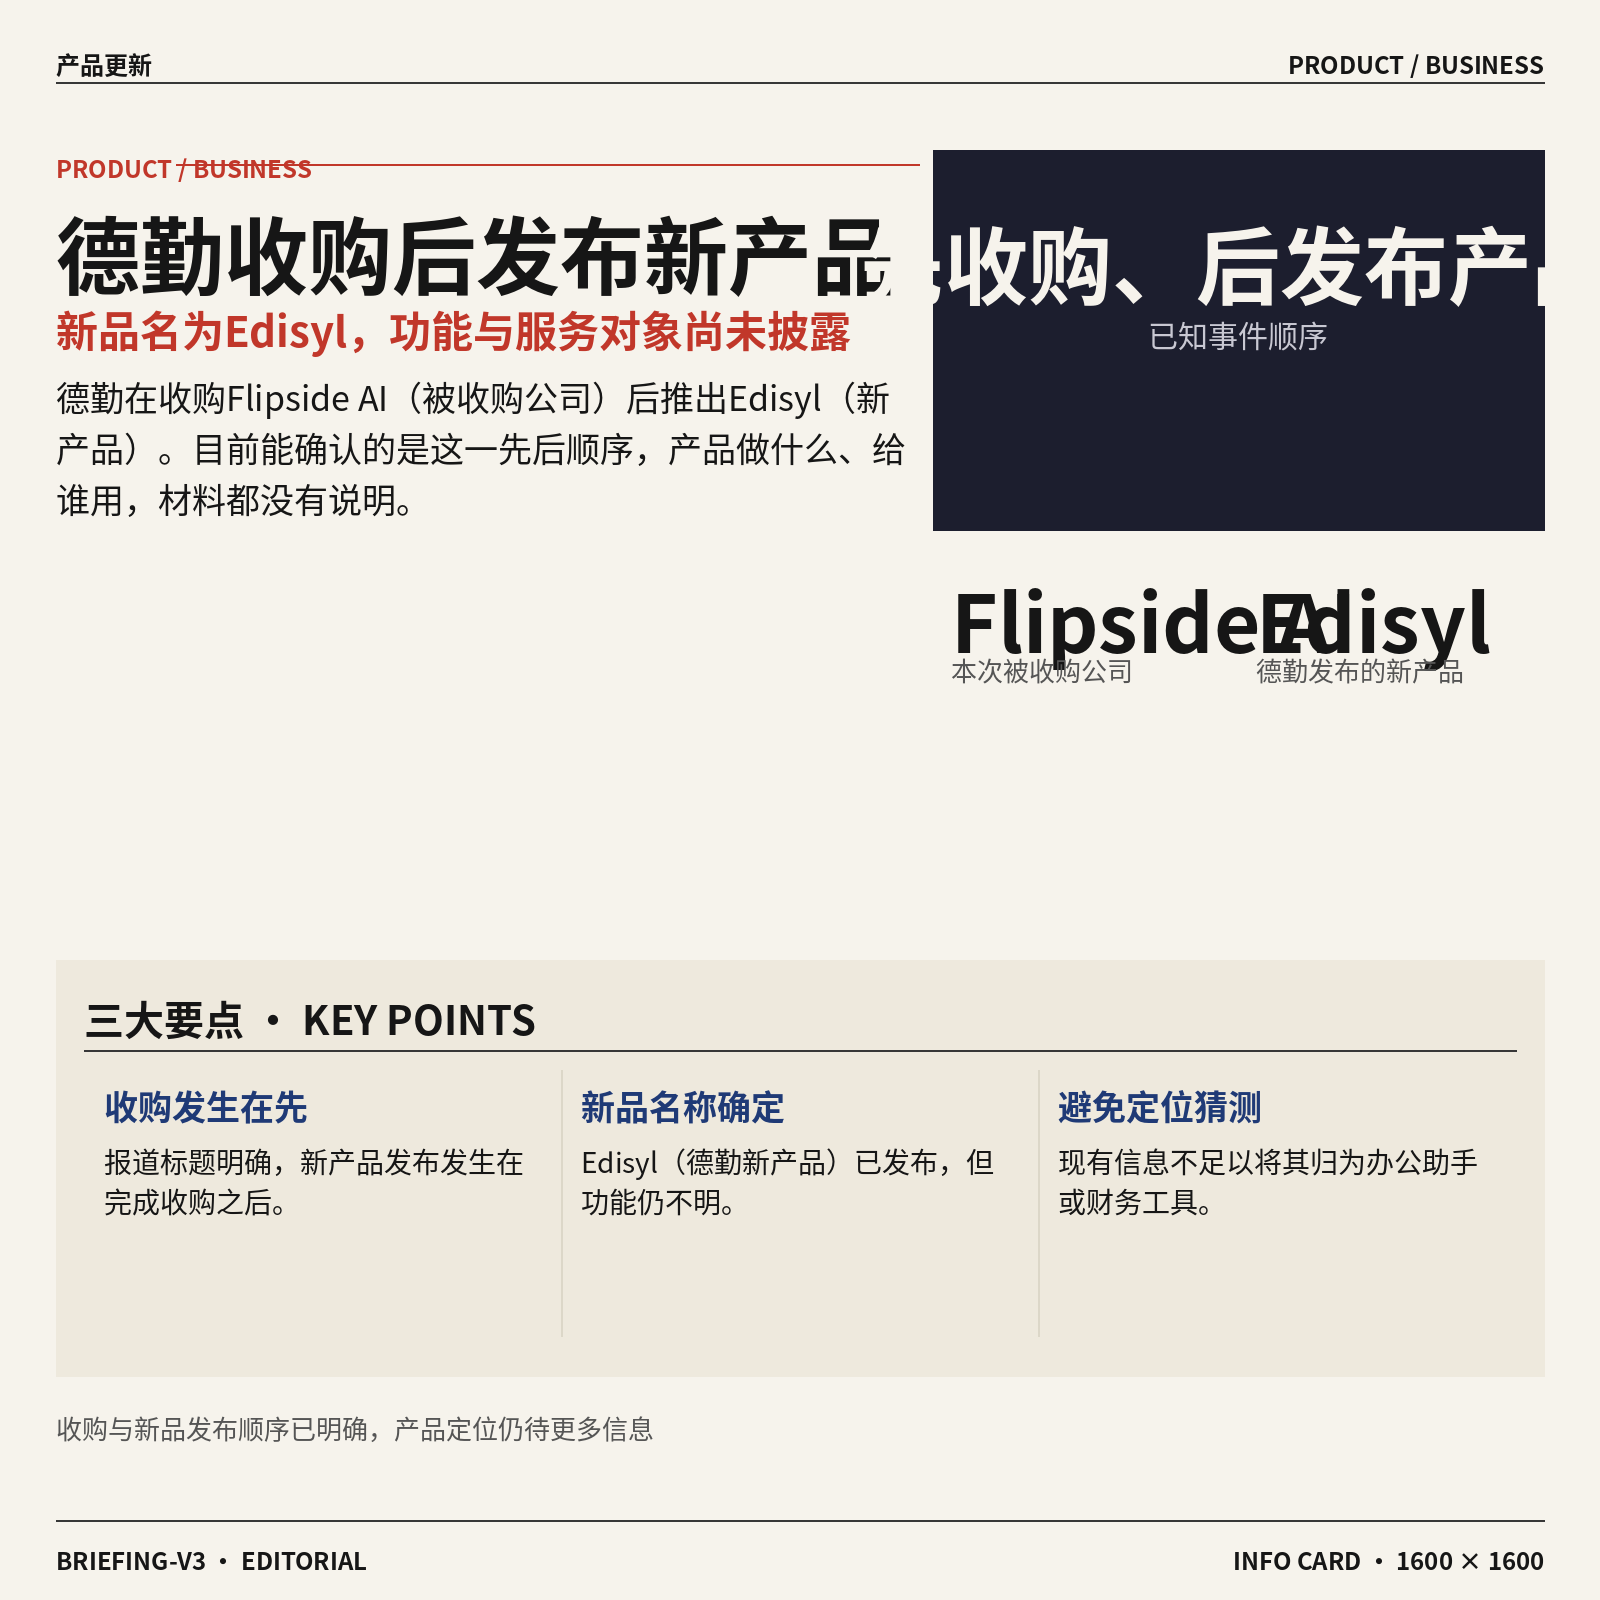 产品更新
PRODUCT / BUSINESS
PRODUCT / BUSINESS
德勤收购后发布新产品
新品名为Edisyl，功能与服务对象尚未披露
德勤在收购Flipside AI（被收购公司）后推出Edisyl（新
产品）。目前能确认的是这一先后顺序，产品做什么、给
谁用，材料都没有说明。
收购、后发布产
已知事件顺序
Flipside AI
本次被收购公司
Edisyl
德勤发布的新产品
三大要点 · KEY POINTS
收购发生在先
报道标题明确，新产品发布发生在
完成收购之后。
新品名称确定
Edisyl（德勤新产品）已发布，但
功能仍不明。
避免定位猜测
现有信息不足以将其归为办公助手
或财务工具。
收购与新品发布顺序已明确，产品定位仍待更多信息
BRIEFING-V3 · EDITORIAL
INFO CARD · 1600 × 1600